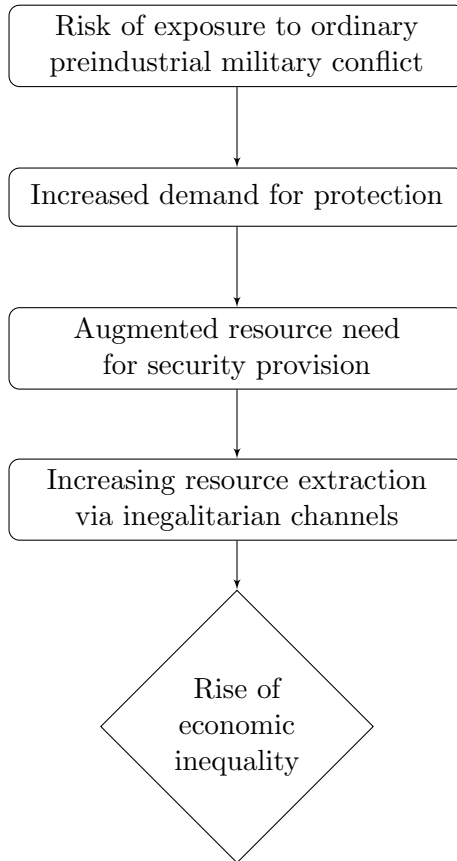 Risk of exposure to ordinary
preindustrial military conflict
Increased demand for protection
Augmented resource need
for security provision
Increasing resource extraction
via inegalitarian channels
Rise of
economic
inequality